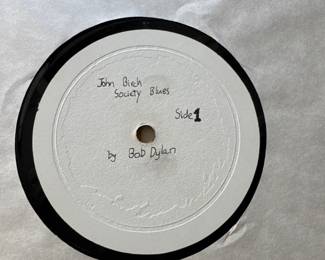 John Birch
Society Blues
Side 1
by Bob Dylan